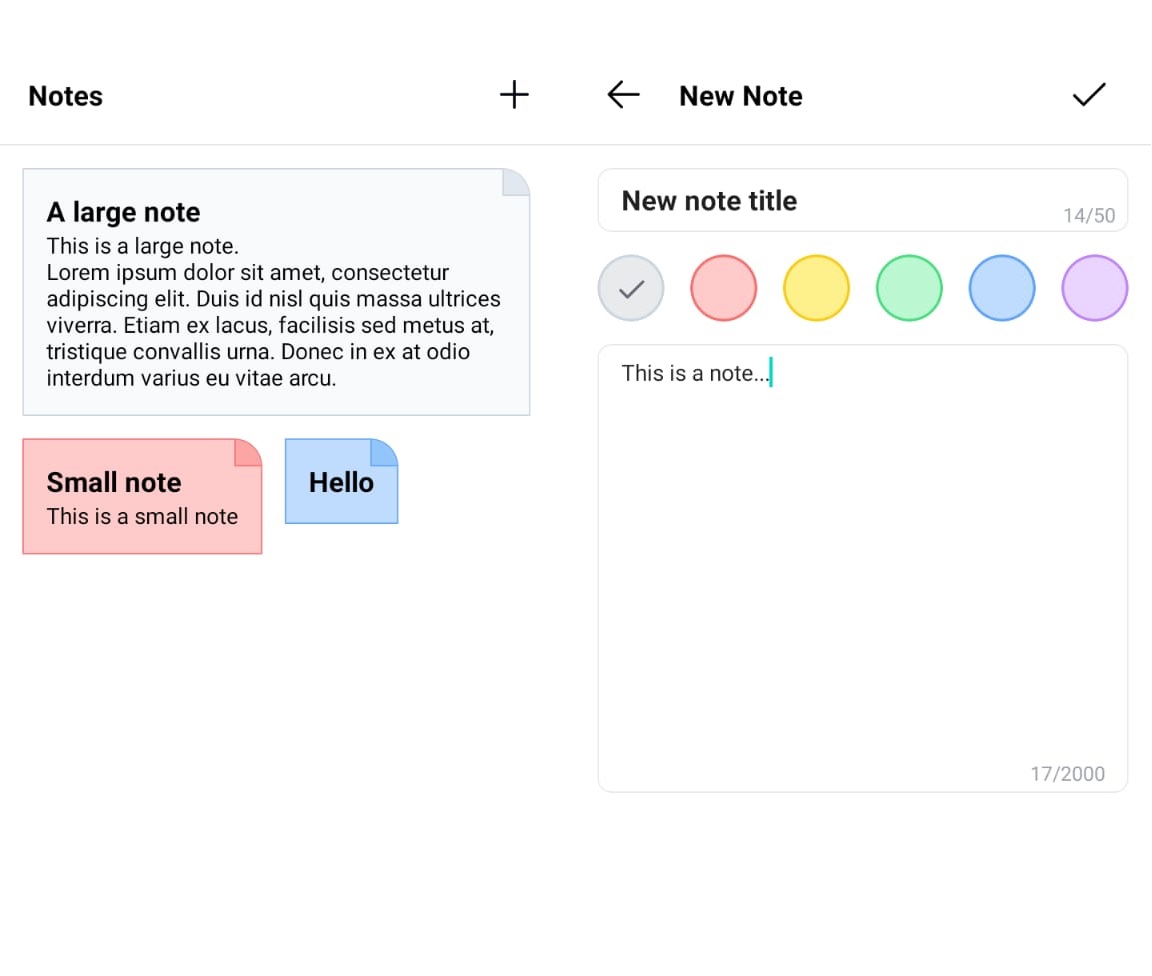 Notes
A large note
This is a large note.
Lorem ipsum dolor sit amet, consectetur
adipiscing elit. Duis id nisl quis massa ultrices
viverra. Etiam ex lacus, facilisis sed metus at,
tristique convallis urna. Donec in ex at odio
interdum varius eu vitae arcu.
Small note
This is a small note
Hello
New Note
New note title
14/50
This is a note...
17/2000